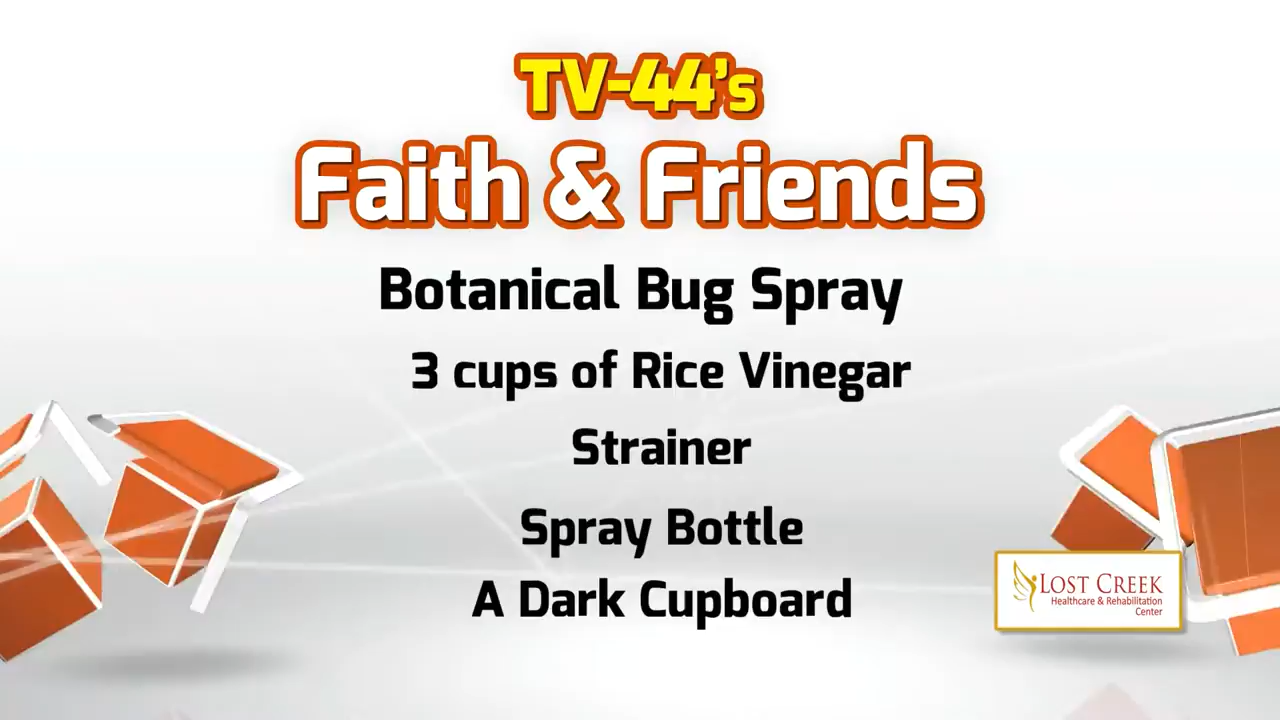 TV-44's
Faith & Friends
Botanical Bug Spray
3 cups of Rice Vinegar
Strainer
Spray Bottle
A Dark Cupboard
LOST CREEK
Healthcare & Rehabilitation
Center